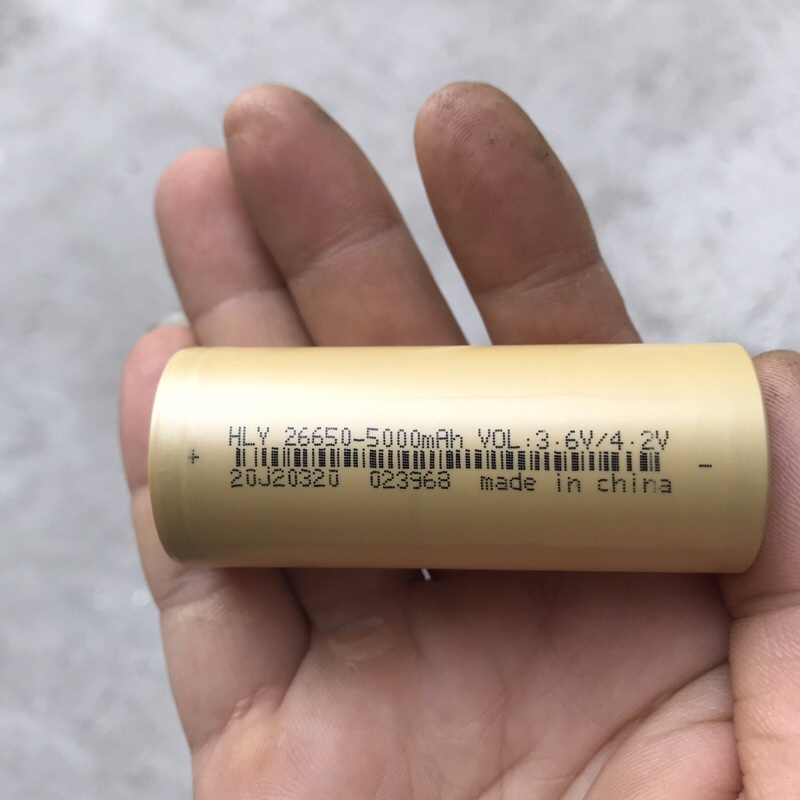 HLY 26650-5000mAh VOL:3.6V/4.2V
+ -
20J20320 023968 made in china